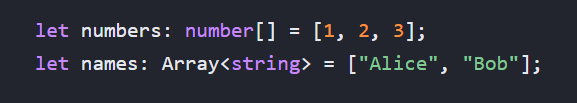 let numbers: number[] = [1, 2, 3];
let names: Array<string> = ["Alice", "Bob"];